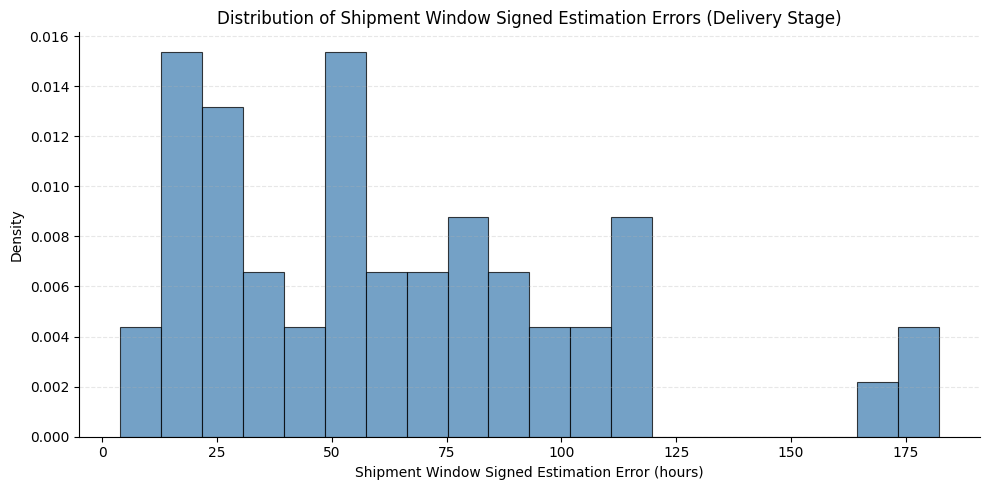 Distribution of Shipment Window Signed Estimation Errors (Delivery Stage)
Density
0.016
0.014
0.012
0.010
0.008
0.006
0.004
0.002
0.000
0 25 50 75 100 125 150 175
Shipment Window Signed Estimation Error (hours)